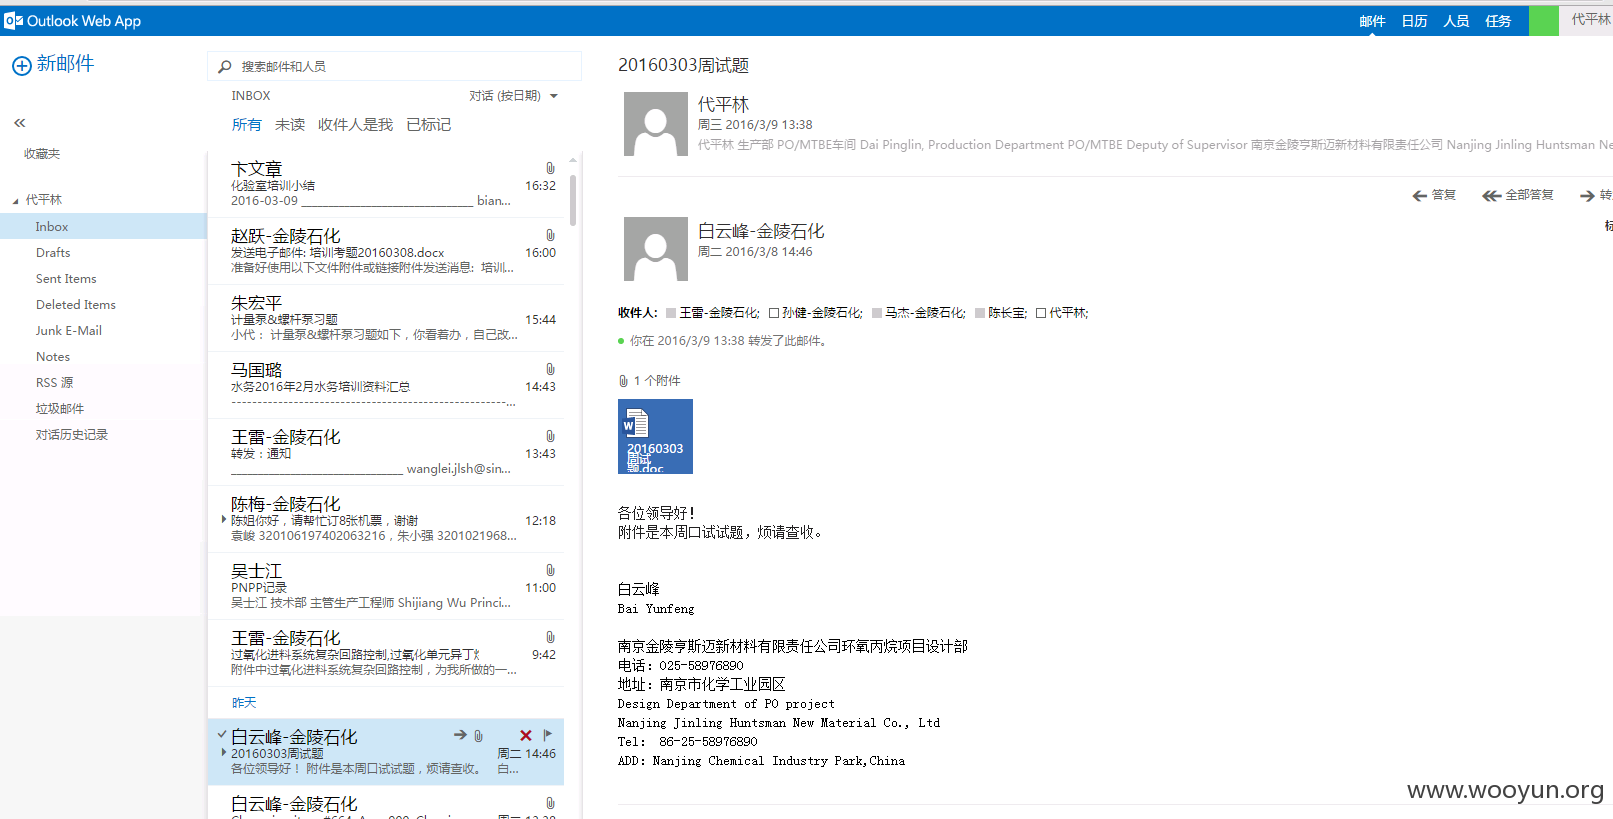 Outlook Web App
邮件 日历 人员 任务 代平林
新邮件
搜索邮件和人员
INBOX 对话 (按日期)
所有 未读 收件人是我 已标记
«
收藏夹
代平林
Inbox
Drafts
Sent Items
Deleted Items
Junk E-Mail
Notes
RSS 源
垃圾邮件
对话历史记录
卞文章
化验室培训小结 16:32
2016-03-09 ______________________________ bian...
赵跃-金陵石化
发送电子邮件: 培训考题20160308.docx 16:00
准备好使用以下文件附件或链接附件发送消息: 培训...
朱宏平
计量泵&螺杆泵习题 15:44
小代： 计量泵&螺杆泵习题如下，你看着办，自己改...
马国璐
水务2016年2月水务培训资料汇总 14:43
-------------------------------------------------------...
王雷-金陵石化
转发：通知 13:43
______________________________ wanglei.jlsh@sin...
陈梅-金陵石化
陈姐你好，请帮忙订8张机票，谢谢 12:18
袁峻 320106197402063216，朱小强 3201021968...
吴士江
PNPP记录 11:00
吴士江 技术部 主管生产工程师 Shijiang Wu Princi...
王雷-金陵石化
过氧化进料系统复杂回路控制,过氧化单元异丁 9:42
附件中过氧化进料系统复杂回路控制，为我所做的一...
昨天
白云峰-金陵石化
20160303周试题 周二 14:46
各位领导好！ 附件是本周口试试题，烦请查收。 白...
白云峰-金陵石化
20160303周试题
代平林
周三 2016/3/9 13:38
代平林 生产部 PO/MTBE车间 Dai Pinglin, Production Department PO/MTBE Deputy of Supervisor 南京金陵亨斯迈新材料有限责任公司 Nanjing Jinling Huntsman Ne
答复 全部答复 转
白云峰-金陵石化
周二 2016/3/8 14:46
收件人: 王雷-金陵石化; 孙健-金陵石化; 马杰-金陵石化; 陈长宝; 代平林;
你在 2016/3/9 13:38 转发了此邮件。
1 个附件
20160303
周试
题.doc
各位领导好！
附件是本周口试试题，烦请查收。
白云峰
Bai Yunfeng
南京金陵亨斯迈新材料有限责任公司环氧丙烷项目设计部
电话：025-58976890
地址：南京市化学工业园区
Design Department of PO project
Nanjing Jinling Huntsman New Material Co., Ltd
Tel: 86-25-58976890
ADD: Nanjing Chemical Industry Park,China
www.wooyun.org